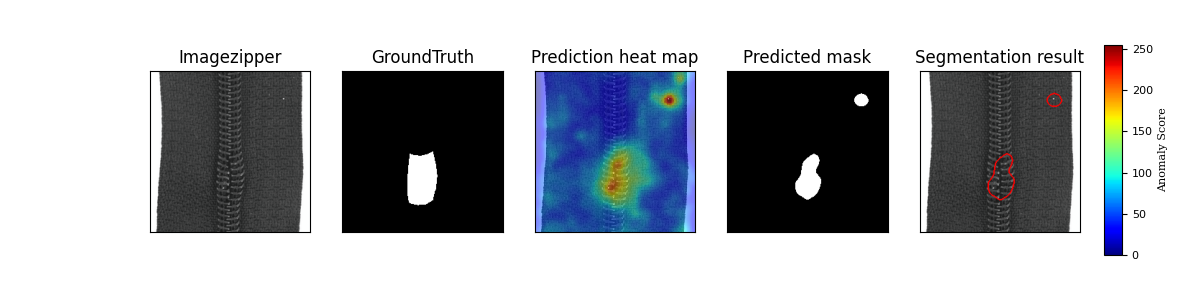 Imagezipper
GroundTruth
Prediction heat map
Predicted mask
Segmentation result
250
200
150
100
50
0
Anomaly Score